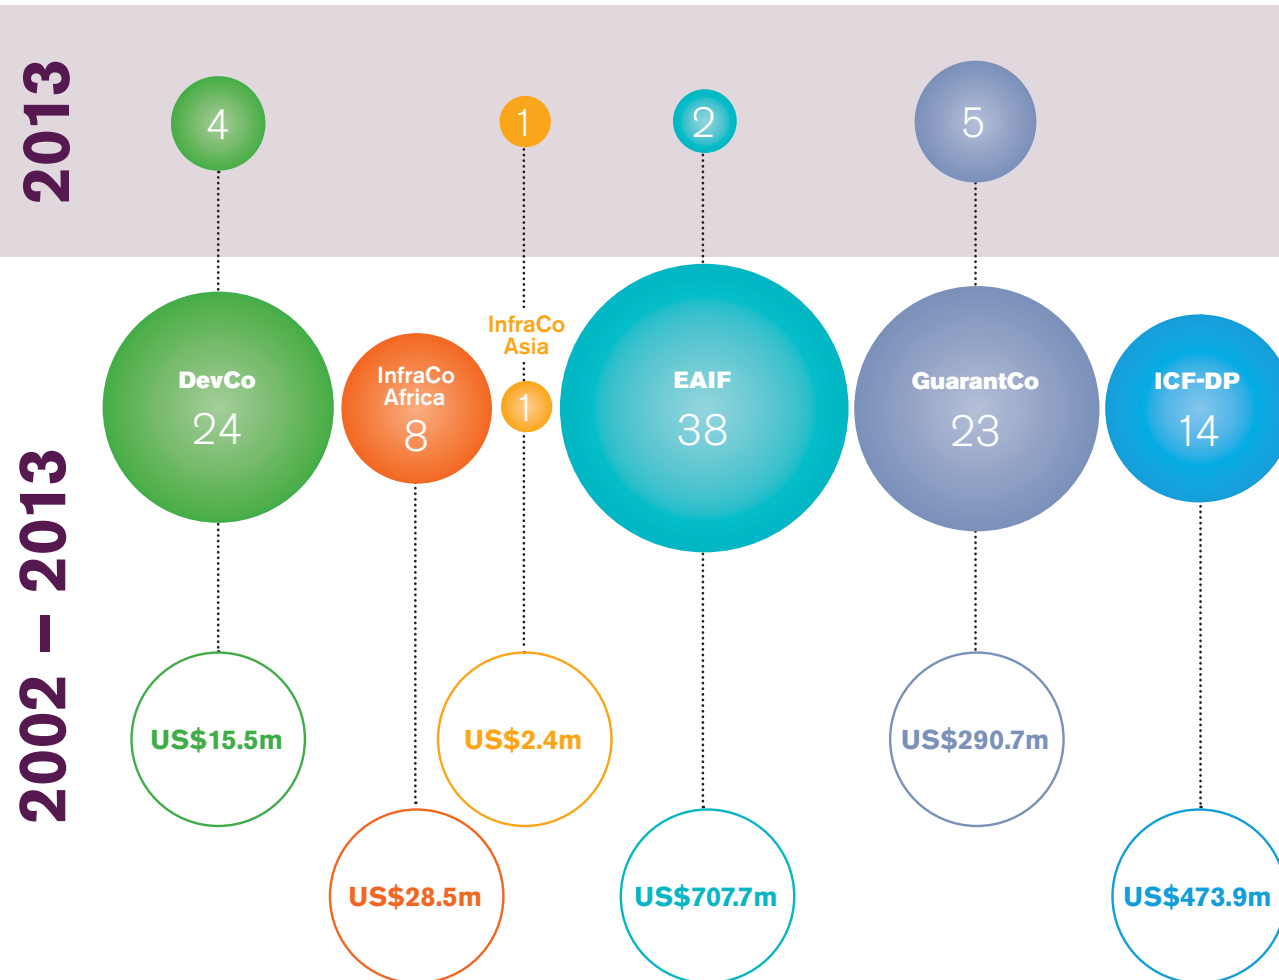 2013
4
1
2
5
2002 – 2013
DevCo
24
InfraCo
Africa
8
InfraCo
Asia
1
EAIF
38
GuarantCo
23
ICF-DP
14
US$15.5m
US$2.4m
US$290.7m
US$28.5m
US$707.7m
US$473.9m